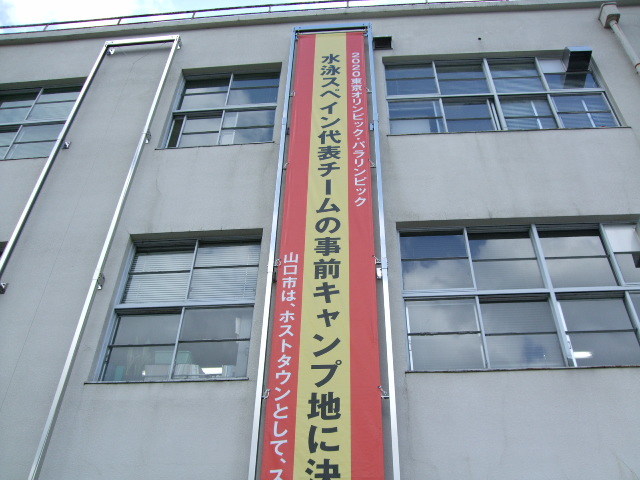 2020東京オリンピック・パラリンピック
水泳スペイン代表チームの事前キャンプ地に決
山口市は、ホストタウンとして、ス